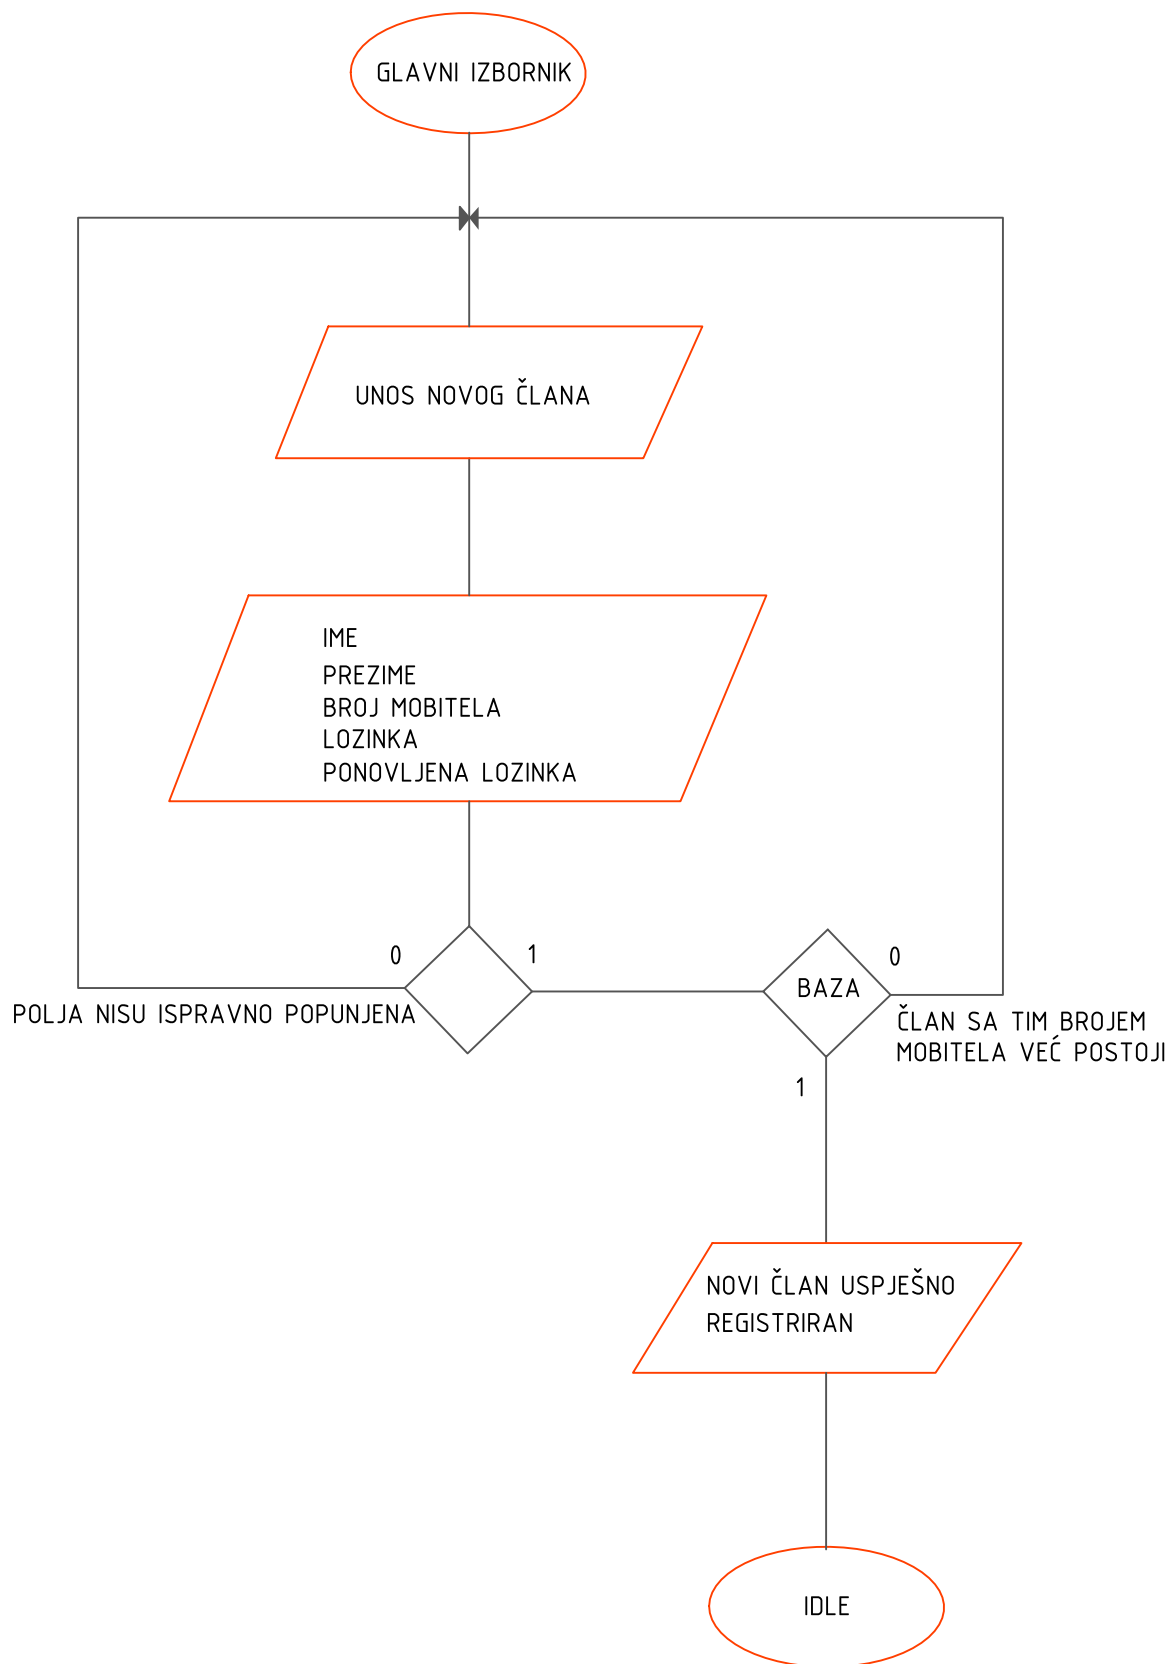 GLAVNI IZBORNIK
UNOS NOVOG ČLANA
IME
PREZIME
BROJ MOBITELA
LOZINKA
PONOVLJENA LOZINKA
0
1
POLJA NISU ISPRAVNO POPUNJENA
BAZA
0
ČLAN SA TIM BROJEM
MOBITELA VEĆ POSTOJI
1
NOVI ČLAN USPJEŠNO
REGISTRIRAN
IDLE